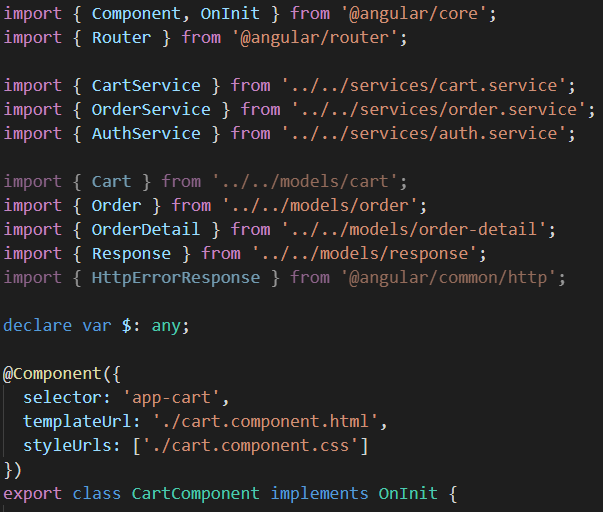 import { Component, OnInit } from '@angular/core';
import { Router } from '@angular/router';
import { CartService } from '../../services/cart.service';
import { OrderService } from '../../services/order.service';
import { AuthService } from '../../services/auth.service';
import { Cart } from '../../models/cart';
import { Order } from '../../models/order';
import { OrderDetail } from '../../models/order-detail';
import { Response } from '../../models/response';
import { HttpErrorResponse } from '@angular/common/http';
declare var $: any;
@Component({
  selector: 'app-cart',
  templateUrl: './cart.component.html',
  styleUrls: ['./cart.component.css']
})
export class CartComponent implements OnInit {